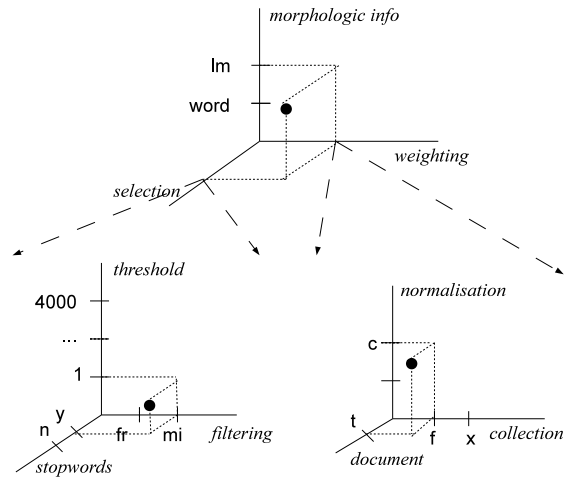 morphologic info
lm
word
weighting
selection
threshold
4000
...
1
y
n
fr
mi
filtering
stopwords
normalisation
c
t
f
x
collection
document